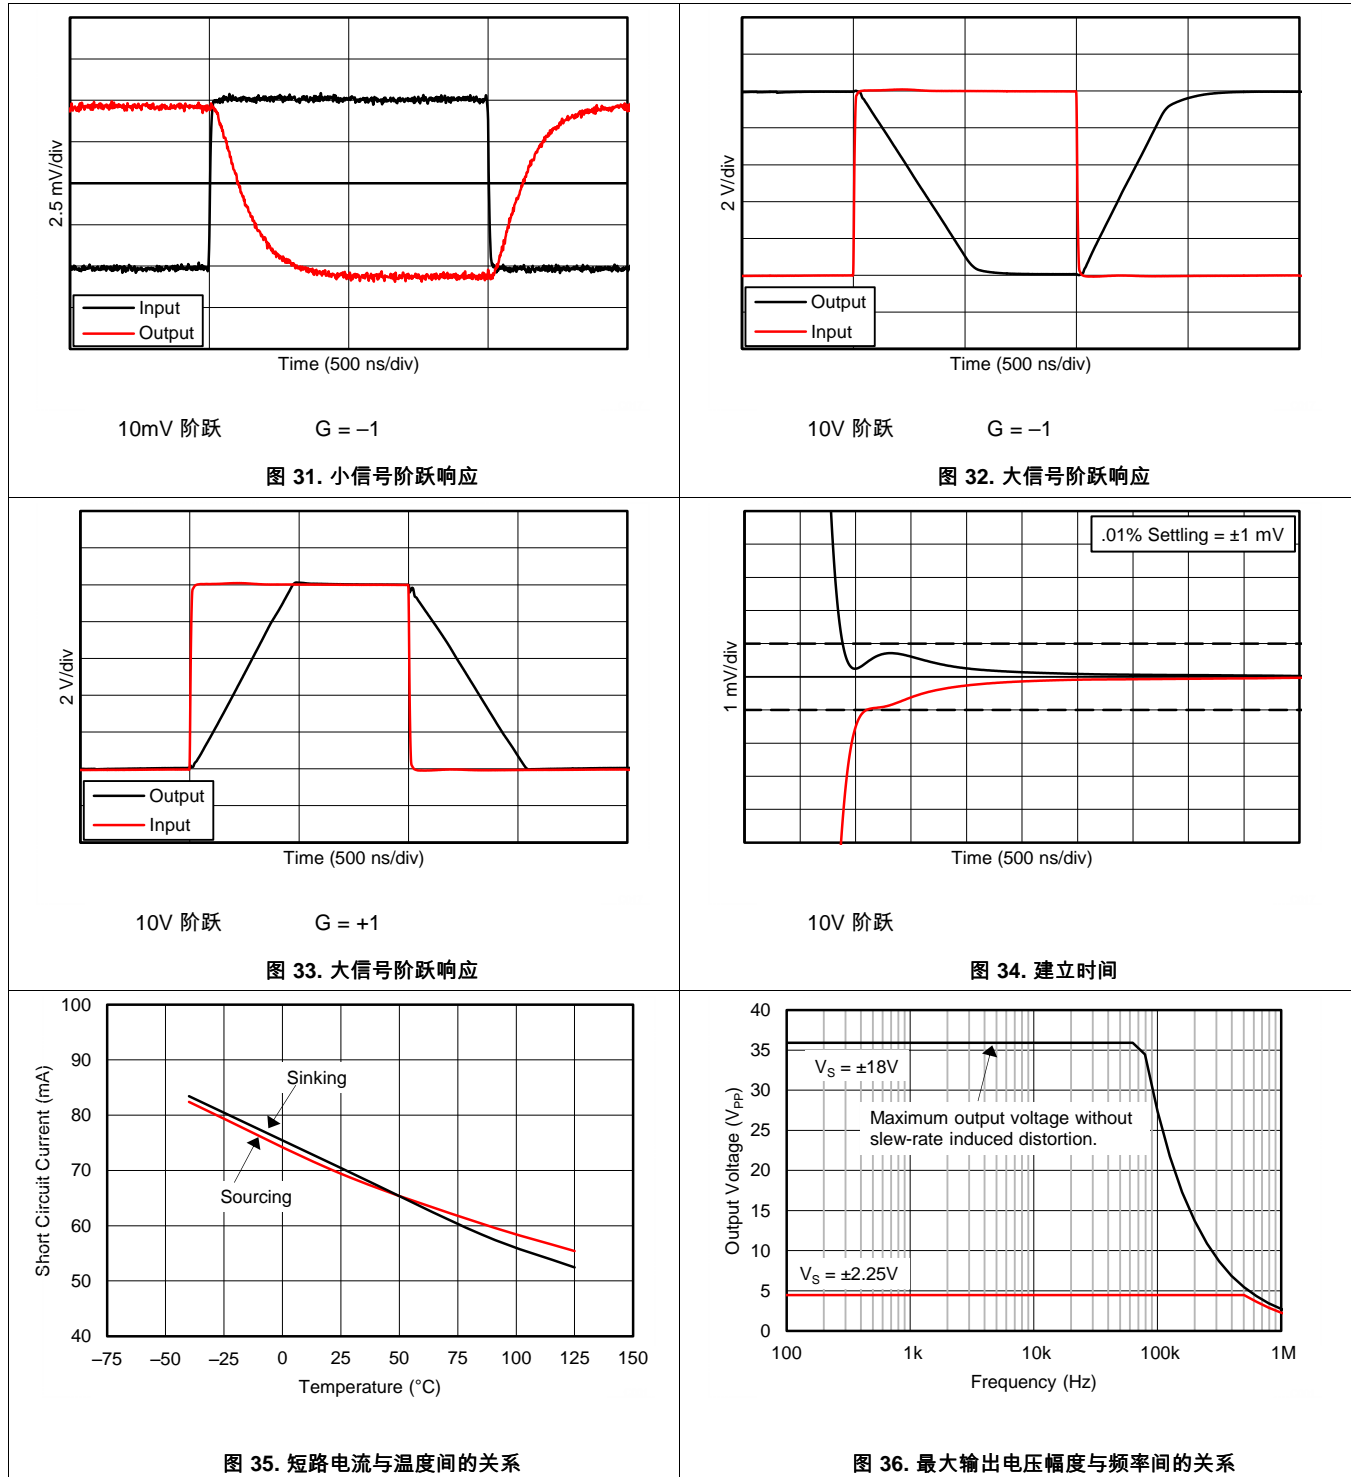 2.5 mV/div
Input
Output
Time (500 ns/div)
10mV 阶跃 G = –1
图 31. 小信号阶跃响应
2 V/div
Output
Input
Time (500 ns/div)
10V 阶跃 G = –1
图 32. 大信号阶跃响应
2 V/div
Output
Input
Time (500 ns/div)
10V 阶跃 G = +1
图 33. 大信号阶跃响应
1 mV/div
.01% Settling = ±1 mV
Time (500 ns/div)
10V 阶跃
图 34. 建立时间
Short Circuit Current (mA)
100
90
80
70
60
50
40
Sinking
Sourcing
–75 –50 –25 0 25 50 75 100 125 150
Temperature (°C)
图 35. 短路电流与温度间的关系
Output Voltage (VPP)
40
35
30
25
20
15
10
5
0
VS = ±18V
Maximum output voltage without
slew-rate induced distortion.
VS = ±2.25V
100 1k 10k 100k 1M
Frequency (Hz)
图 36. 最大输出电压幅度与频率间的关系